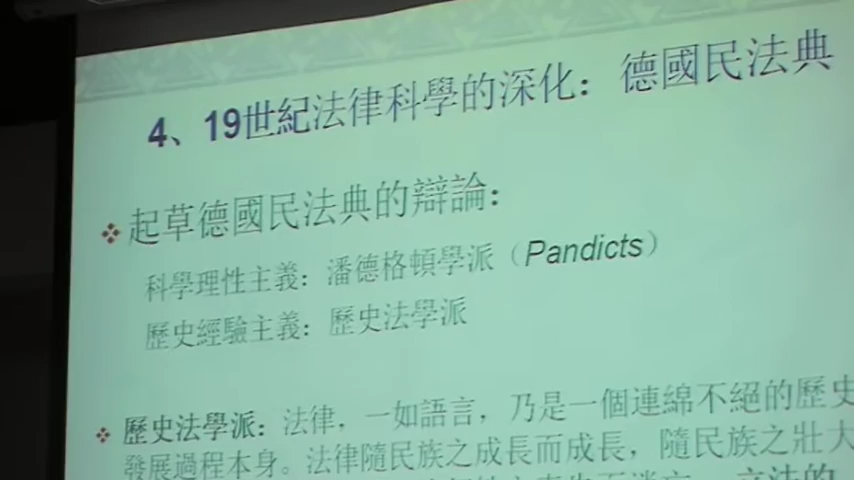 4、19世紀法律科學的深化：德國民法典
起草德國民法典的辯論：
科學理性主義：潘德格頓學派（Pandicts）
歷史經驗主義：歷史法學派
歷史法學派：法律，一如語言，乃是一個連綿不絕的歷史
發展過程本身。法律隨民族之成長而成長，隨民族之壯大
立法的